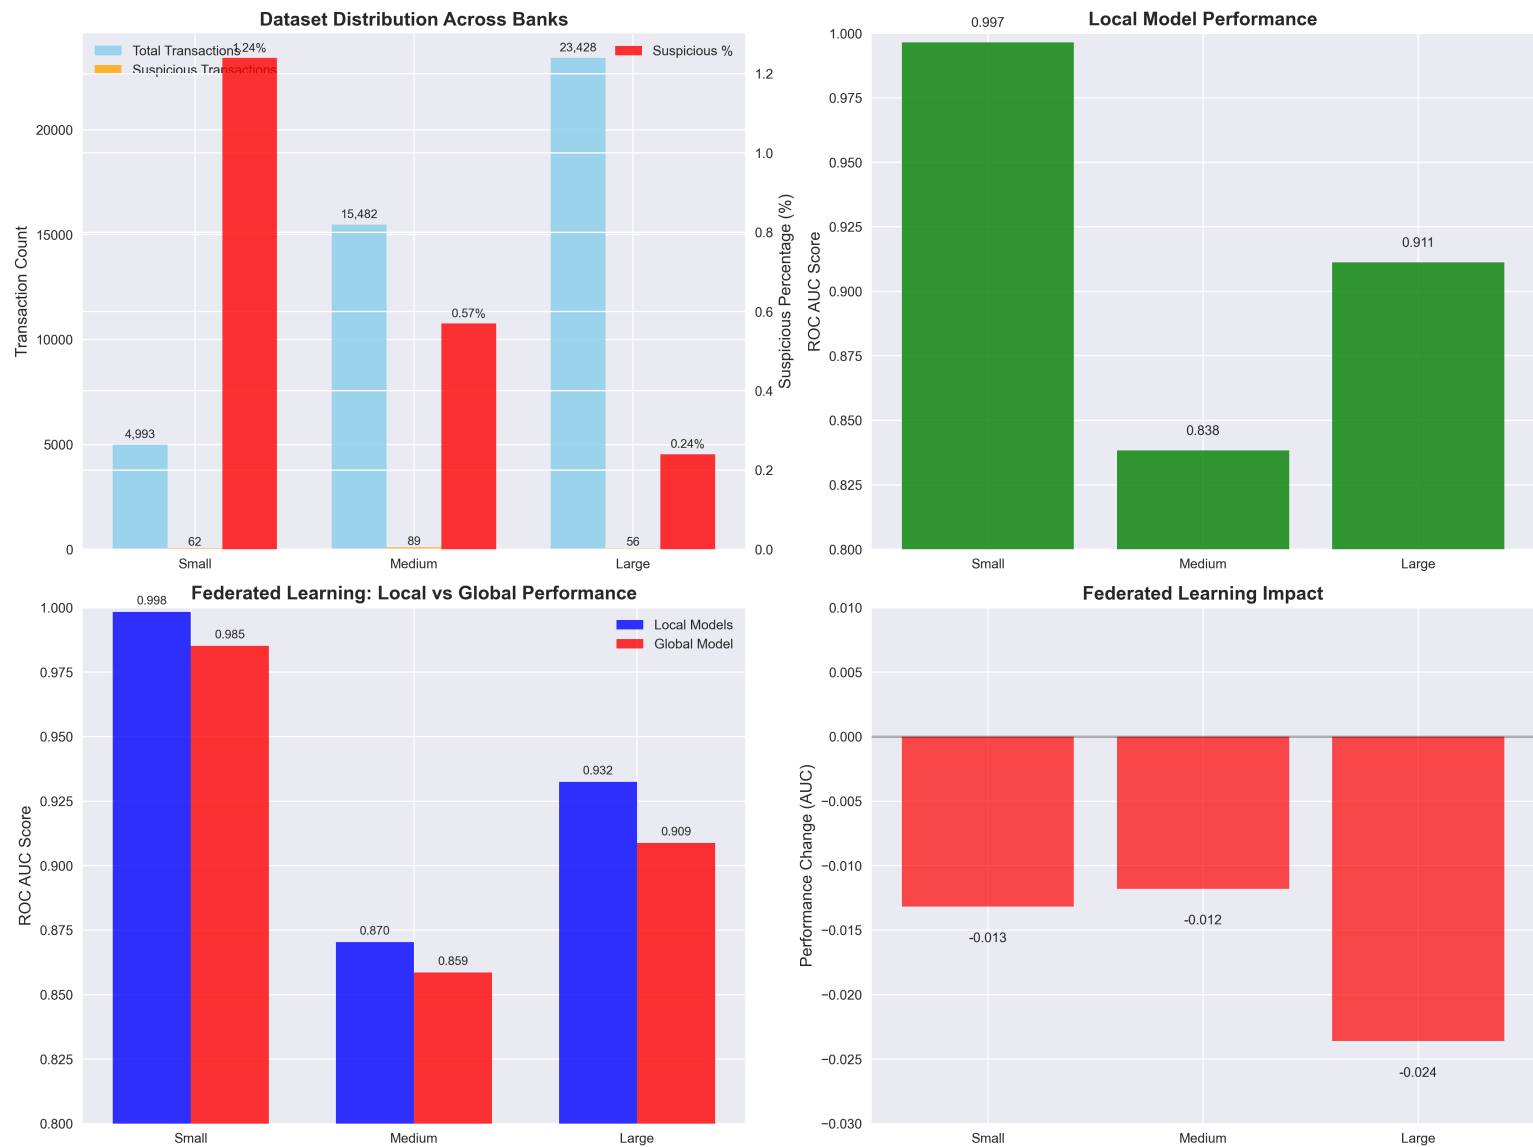 Dataset Distribution Across Banks
Total Transactions
Suspicious Transactions
Suspicious %
1.24%
23,428
15,482
0.57%
4,993
0.24%
62
89
56
Transaction Count
20000
15000
10000
5000
0
Suspicious Percentage (%)
1.2
1.0
0.8
0.6
0.4
0.2
0.0
Small
Medium
Large
Local Model Performance
0.997
0.838
0.911
ROC AUC Score
1.000
0.975
0.950
0.925
0.900
0.875
0.850
0.825
0.800
Small
Medium
Large
Federated Learning: Local vs Global Performance
Local Models
Global Model
0.998
0.985
0.870
0.859
0.932
0.909
ROC AUC Score
1.000
0.975
0.950
0.925
0.900
0.875
0.850
0.825
0.800
Small
Medium
Large
Federated Learning Impact
-0.013
-0.012
-0.024
Performance Change (AUC)
0.010
0.005
0.000
−0.005
−0.010
−0.015
−0.020
−0.025
−0.030
Small
Medium
Large